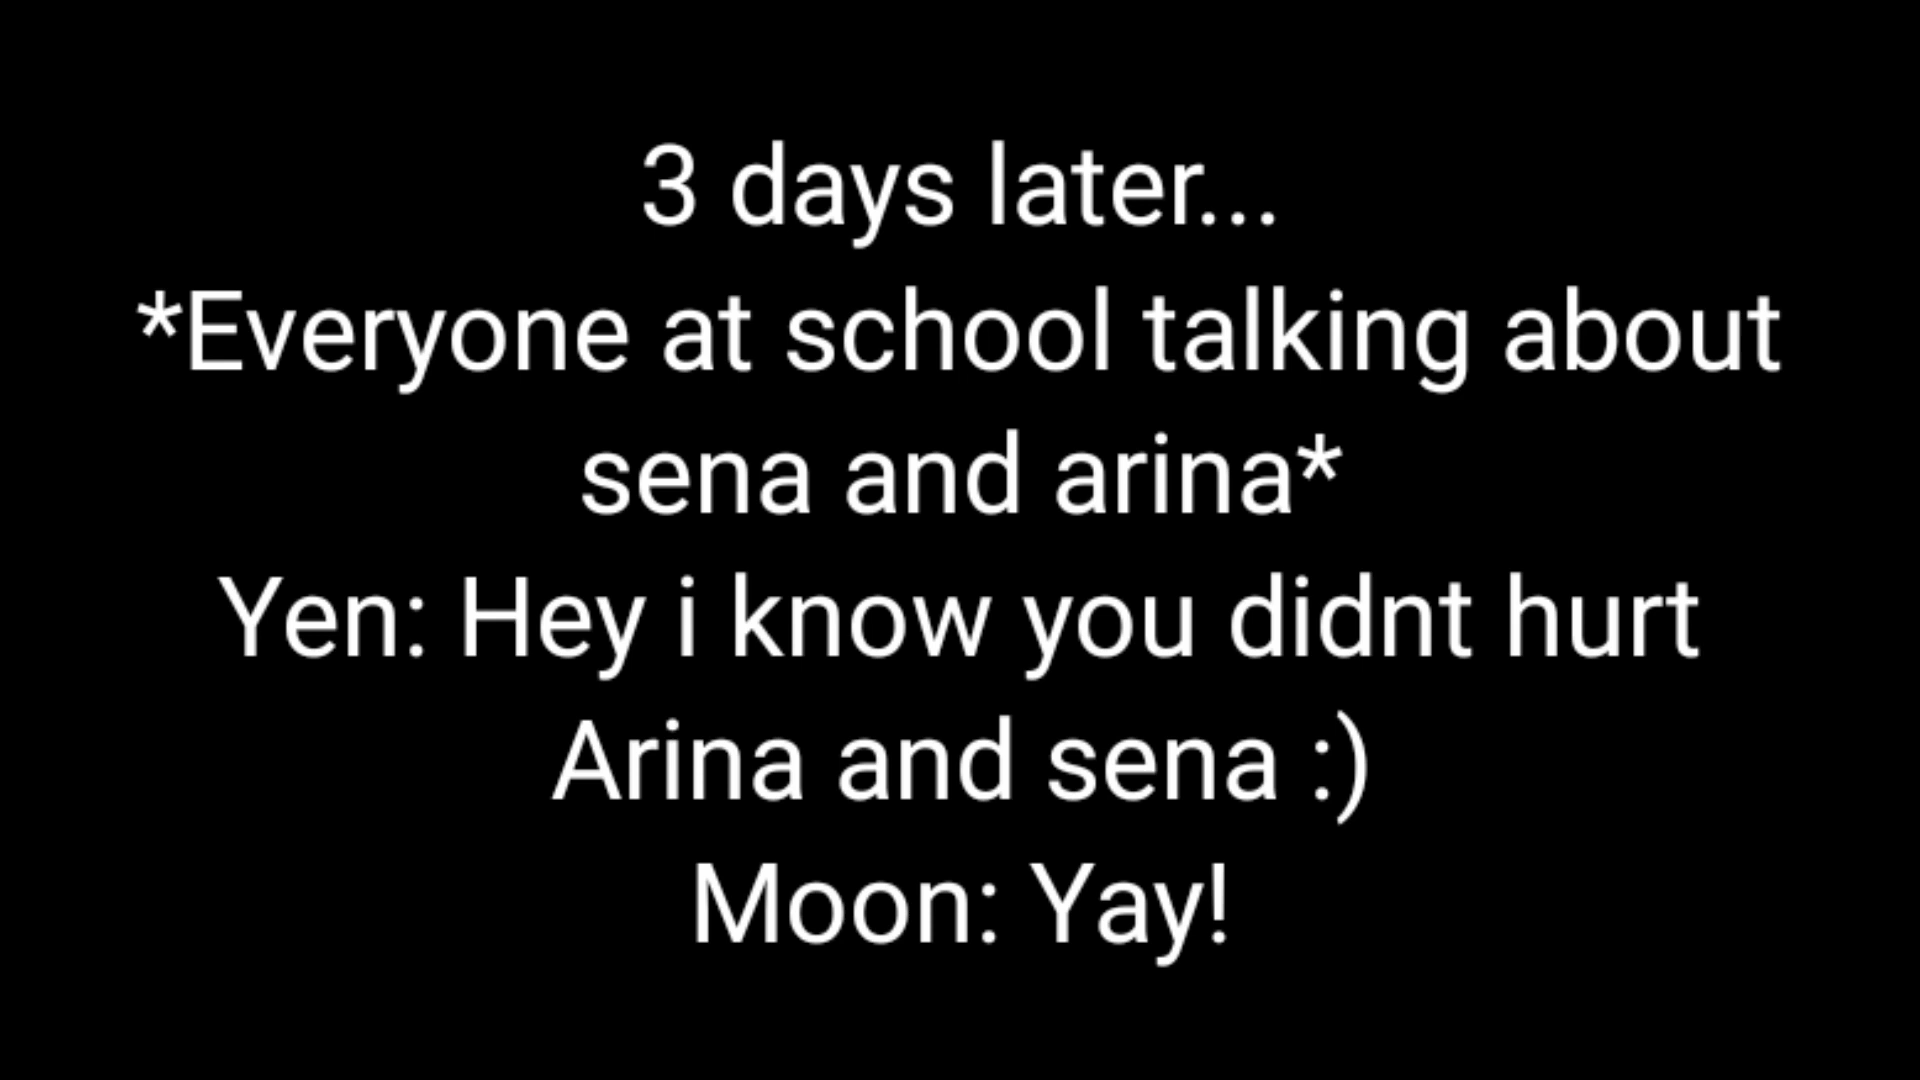 3 days later...
*Everyone at school talking about
sena and arina*
Yen: Hey i know you didnt hurt
Arina and sena :)
Moon: Yay!